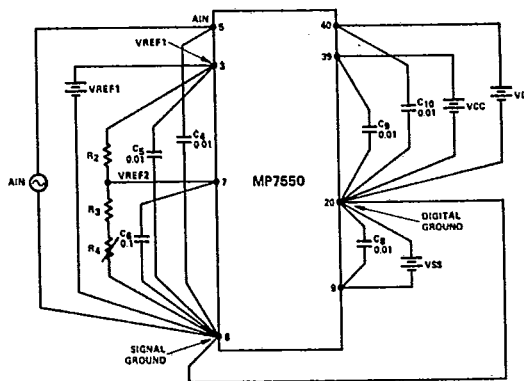 AIN
5
VREF1
3
VREF1
C4
0.01
C5
0.01
R2
VREF2
7
AIN
R3
C6
0.1
R4
6
SIGNAL
GROUND
MP7550
40
39
C10
0.01
C9
0.01
VCC
20
DIGITAL
GROUND
C8
0.01
VSS
9